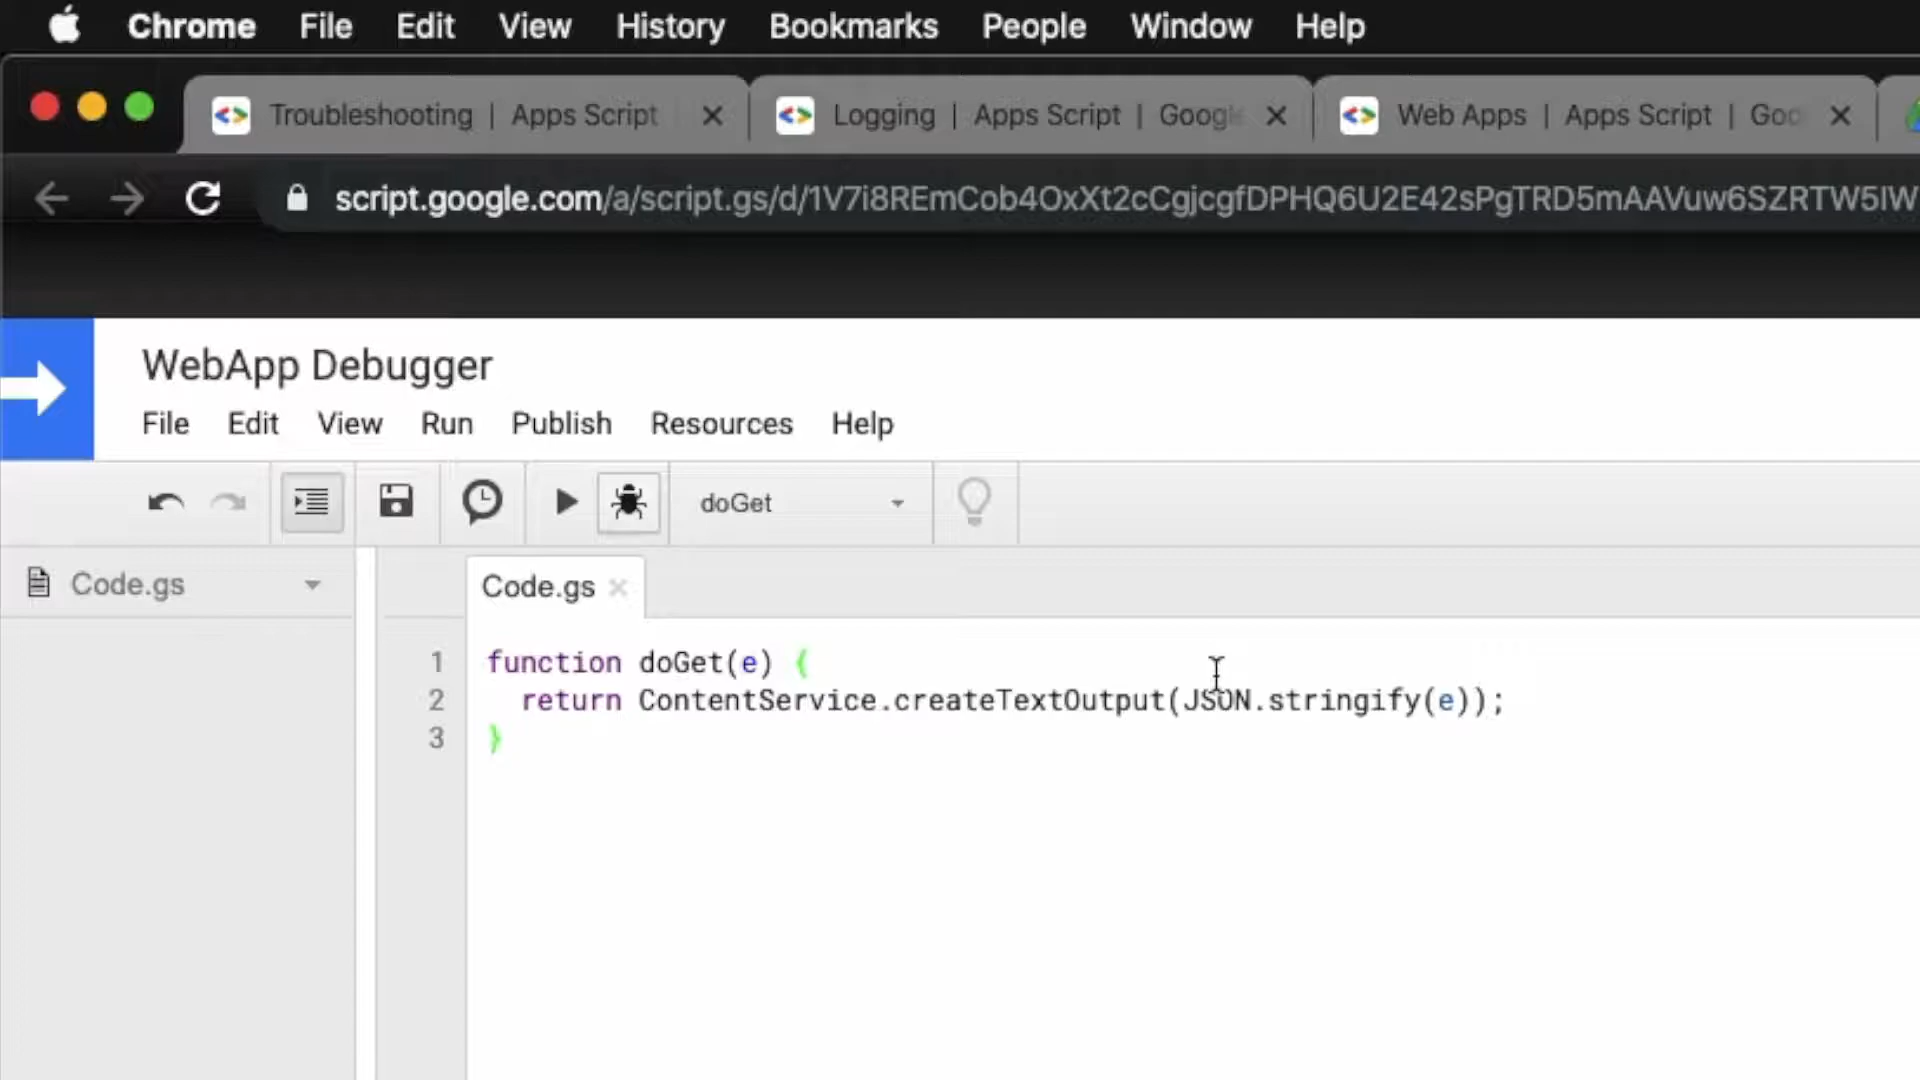 Chrome File Edit View History Bookmarks People Window Help
Troubleshooting | Apps Script
Logging | Apps Script | Google
Web Apps | Apps Script | Goo
script.google.com/a/script.gs/d/1V7i8REmCob4OxXt2cCgjcgfDPHQ6U2E42sPgTRD5mAAVuw6SZRTW5IW
WebApp Debugger
File Edit View Run Publish Resources Help
doGet
Code.gs
Code.gs
1 function doGet(e) {
2 return ContentService.createTextOutput(JSON.stringify(e));
3 }